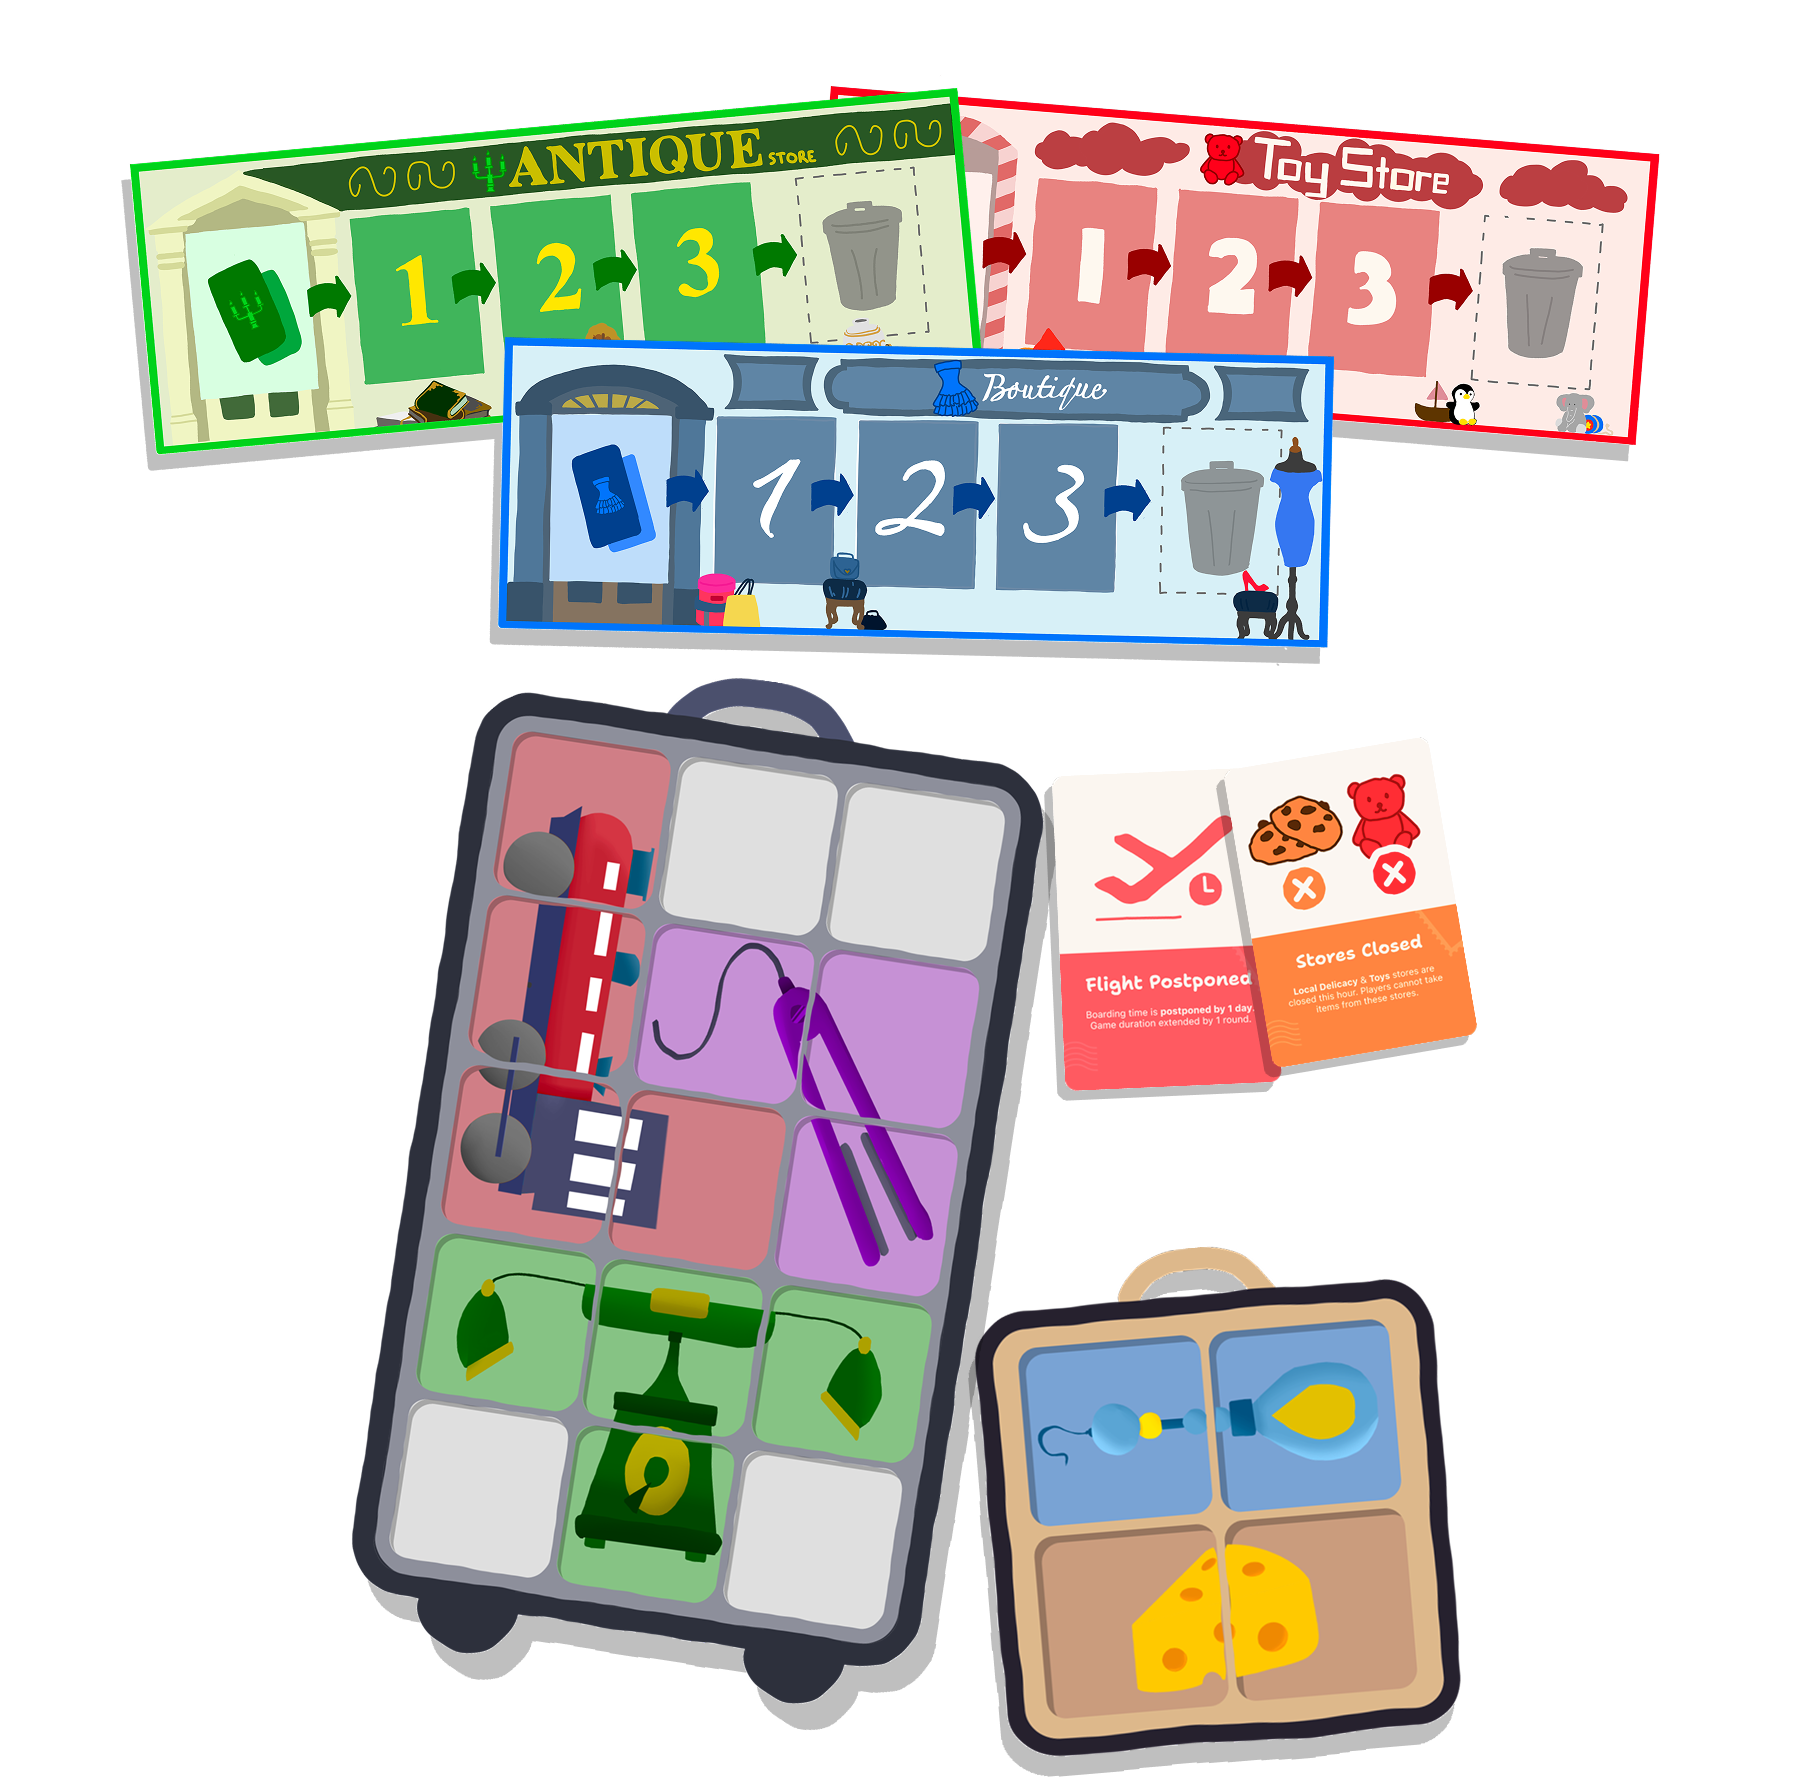 ANTIQUE STORE
1 2 3
Toy Store
1 2 3
Boutique
1 2 3
Flight Postponed
Boarding time is postponed by 1 day.
Game duration extended by 1 round.
Stores Closed
Local Delicacy & Toys stores are
closed this hour. Players cannot take
items from these stores.